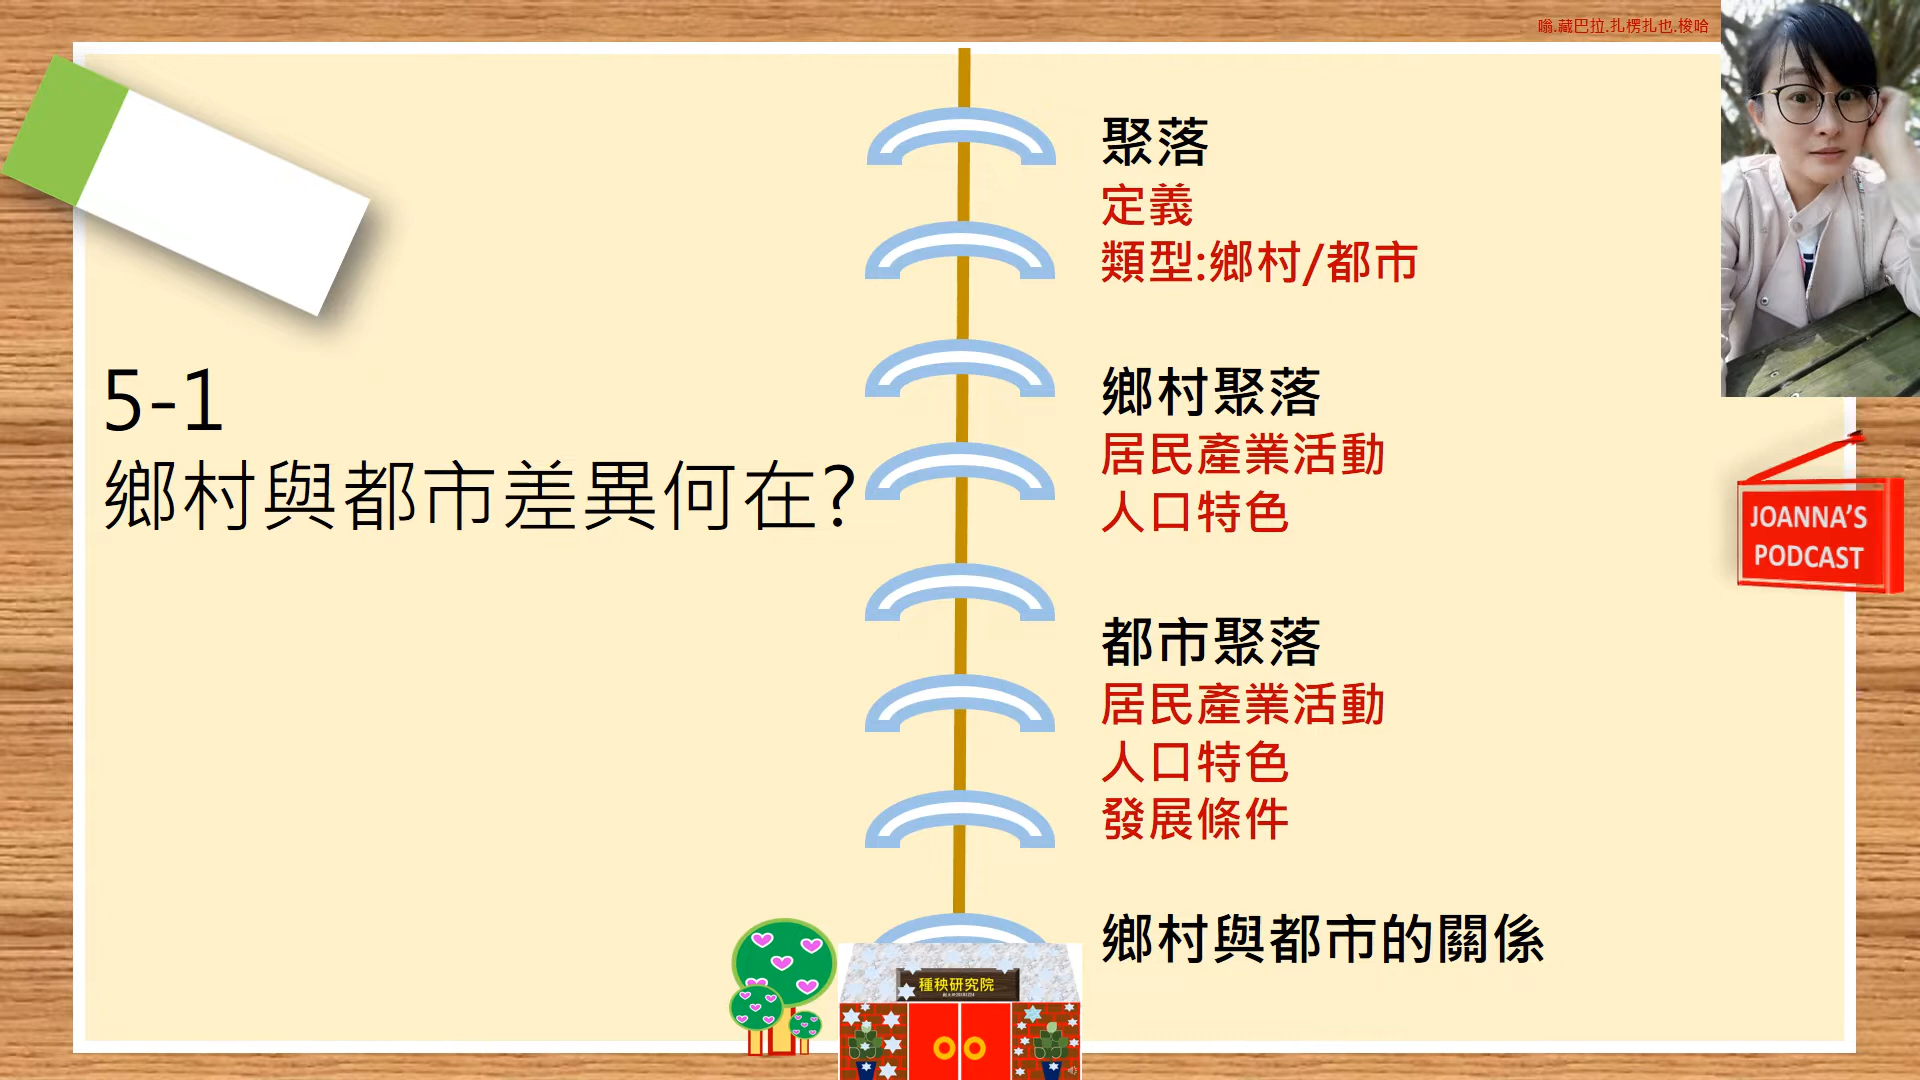 嗡.藏巴拉.扎楞扎也.梭哈
5-1
鄉村與都市差異何在?
聚落
定義
類型:鄉村/都市
鄉村聚落
居民產業活動
人口特色
都市聚落
居民產業活動
人口特色
發展條件
鄉村與都市的關係
JOANNA'S
PODCAST
種秧研究院